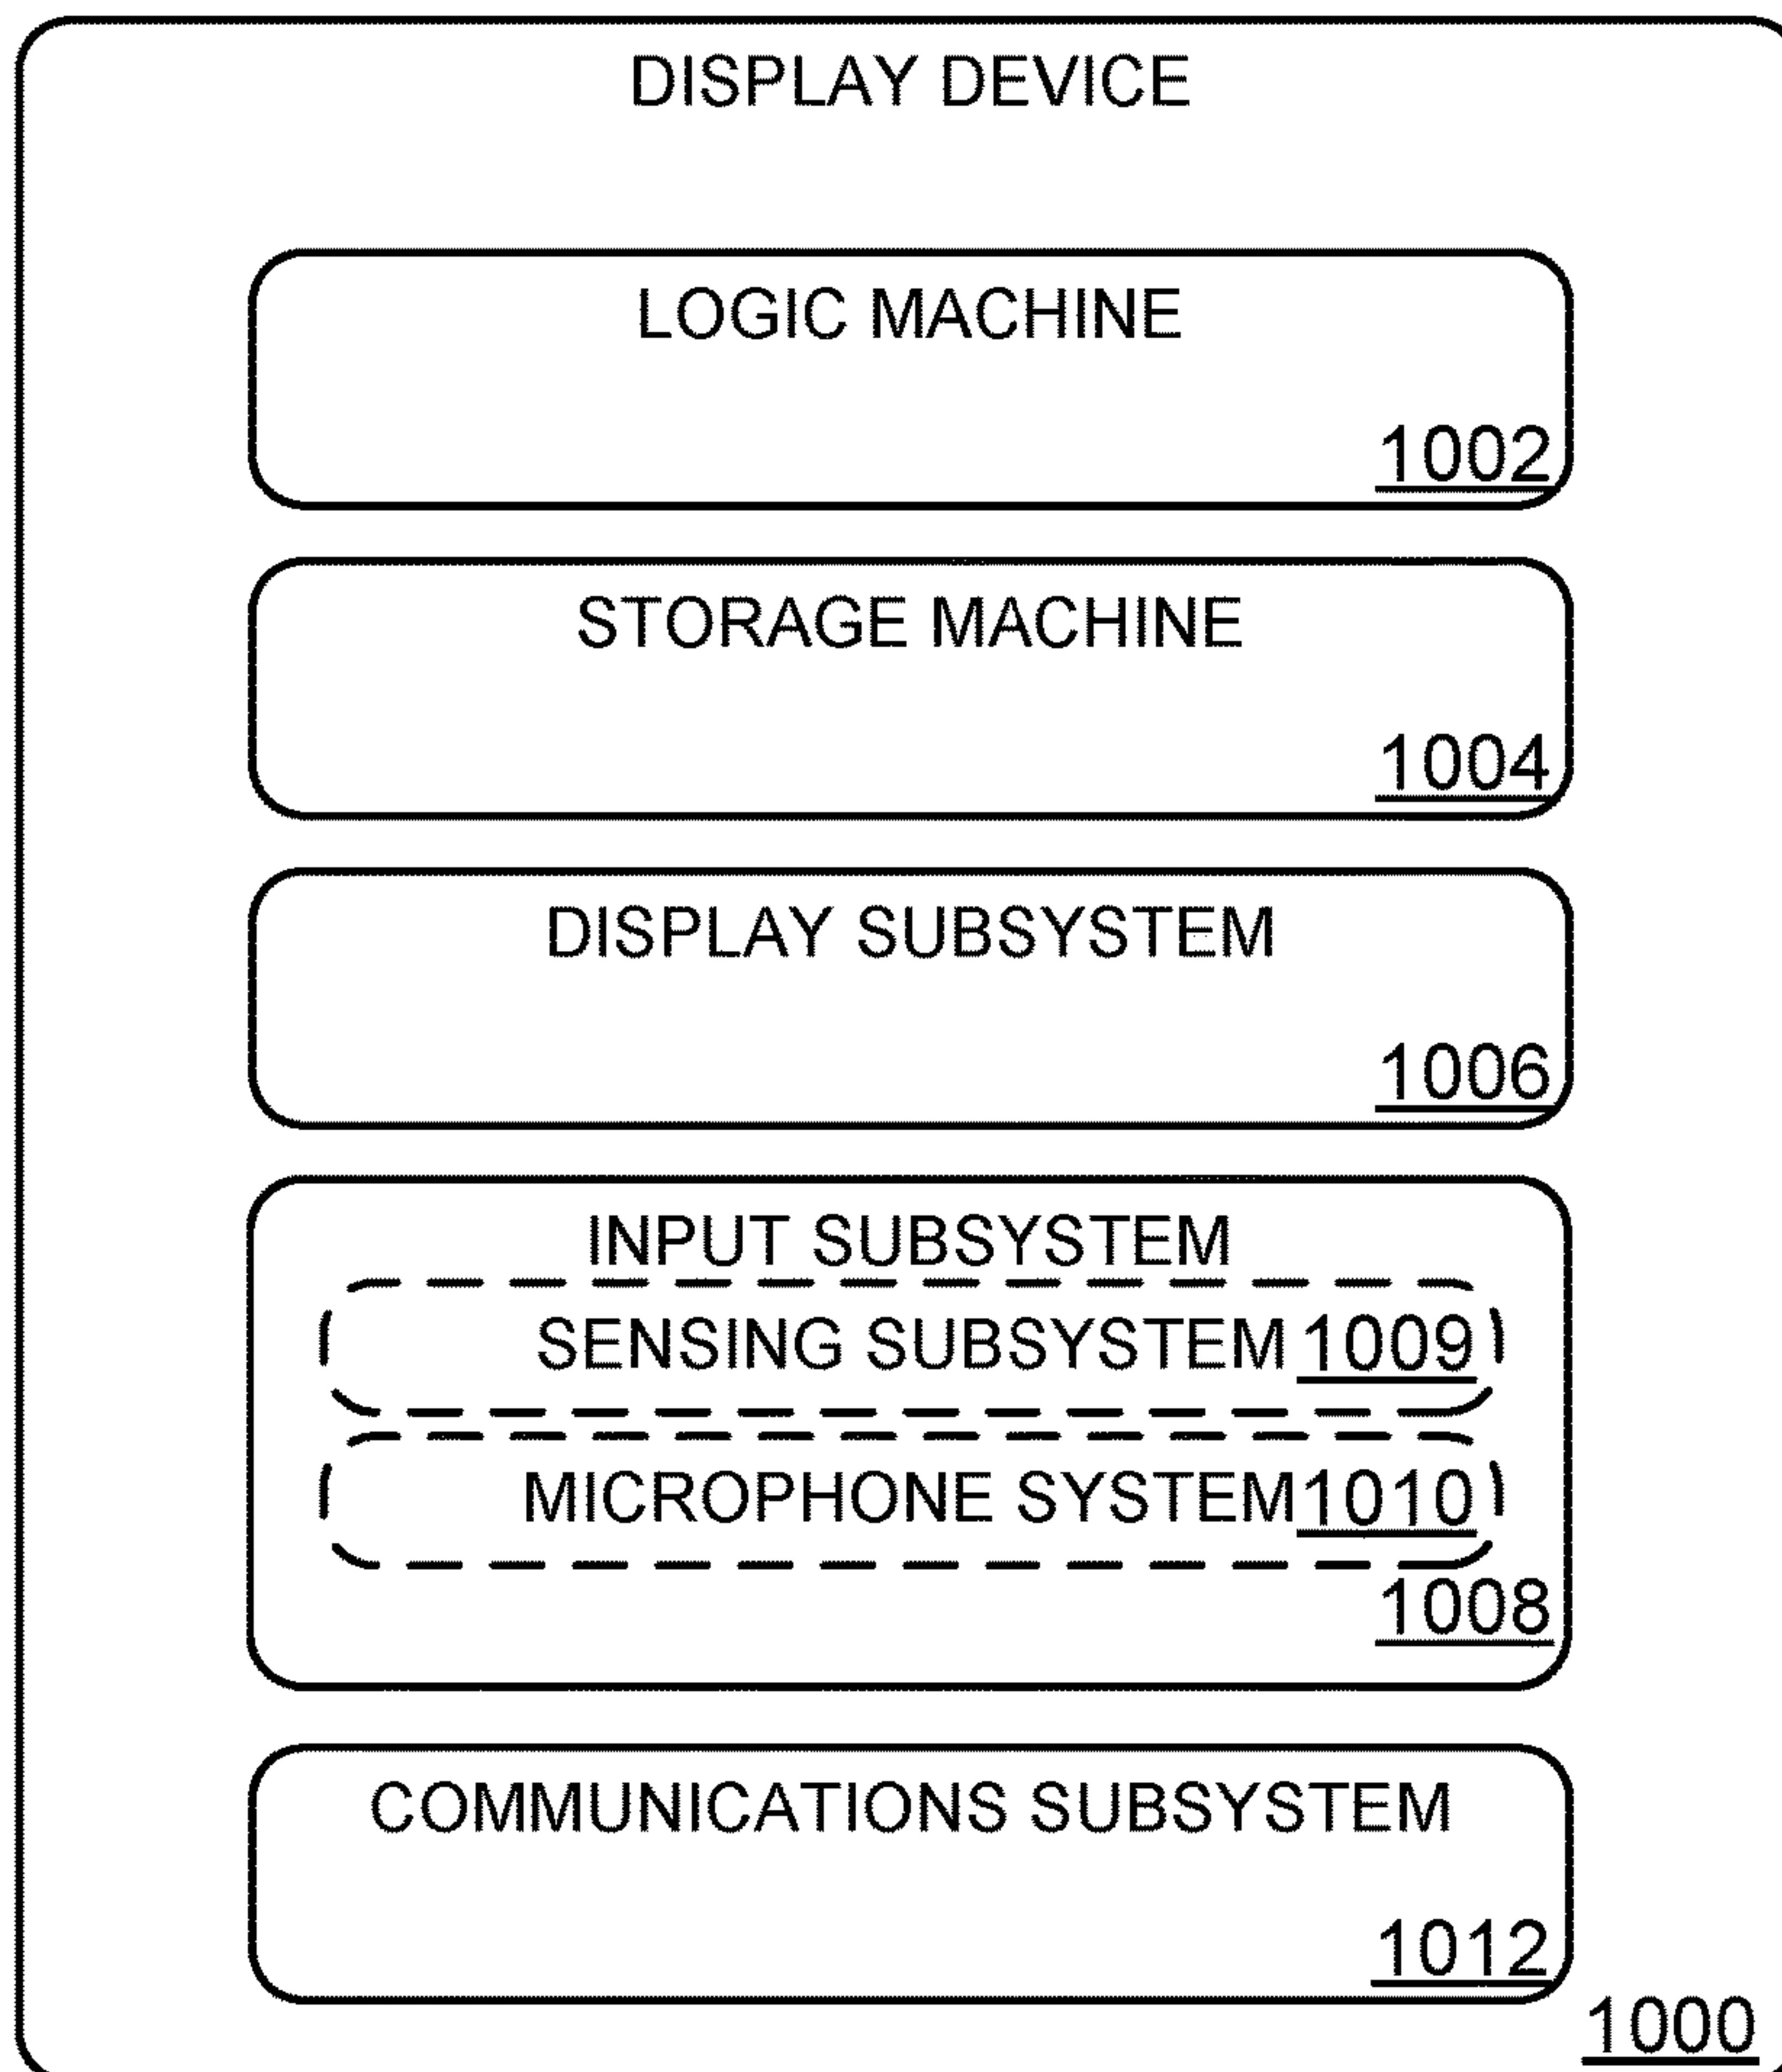 DISPLAY DEVICE
LOGIC MACHINE
1002
STORAGE MACHINE
1004
DISPLAY SUBSYSTEM
1006
INPUT SUBSYSTEM
SENSING SUBSYSTEM 1009
MICROPHONE SYSTEM 1010
1008
COMMUNICATIONS SUBSYSTEM
1012
1000